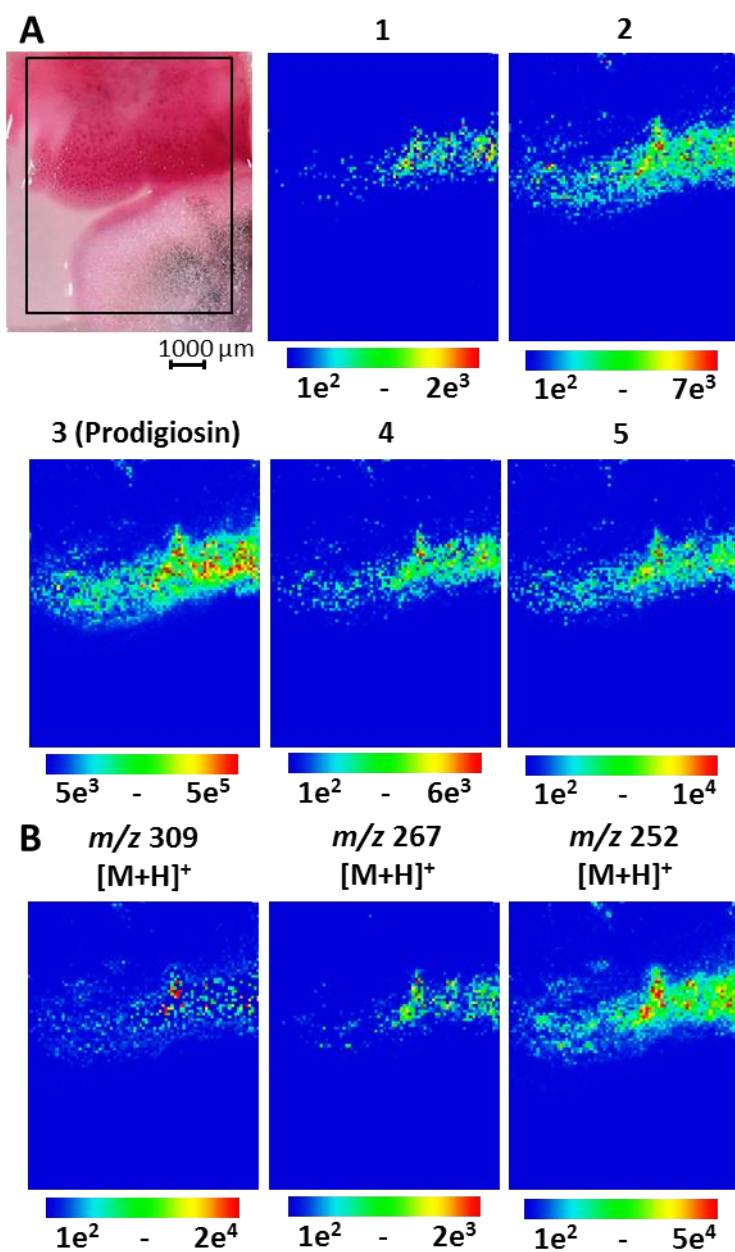 A
1
2
1000 µm
1e² - 2e³
1e² - 7e³
3 (Prodigiosin)
4
5
5e³ - 5e⁵
1e² - 6e³
1e² - 1e⁴
B
m/z 309
[M+H]⁺
m/z 267
[M+H]⁺
m/z 252
[M+H]⁺
1e² - 2e⁴
1e² - 2e³
1e² - 5e⁴